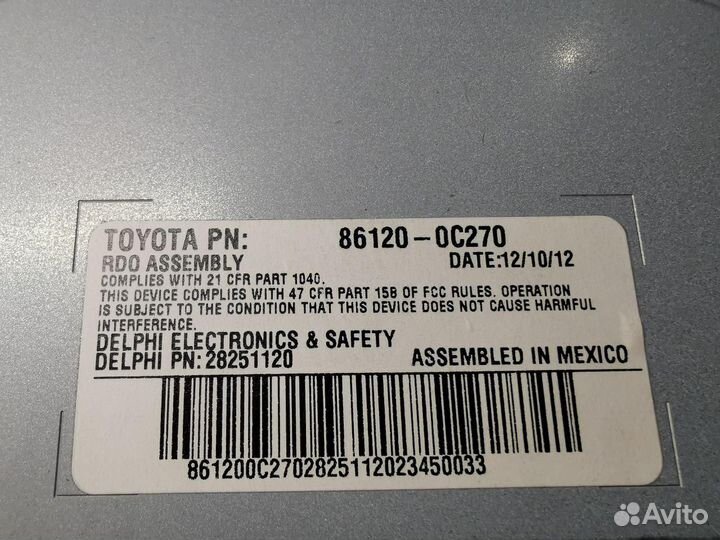 TOYOTA PN: 86120-0C270
RDO ASSEMBLY DATE:12/10/12
COMPLIES WITH 21 CFR PART 1040.
THIS DEVICE COMPLIES WITH 47 CFR PART 15B OF FCC RULES. OPERATION
IS SUBJECT TO THE CONDITION THAT THIS DEVICE DOES NOT CAUSE HARMFUL
INTERFERENCE.
DELPHI ELECTRONICS & SAFETY
DELPHI PN:28251120 ASSEMBLED IN MEXICO
861200C2702825112023450033
Avito